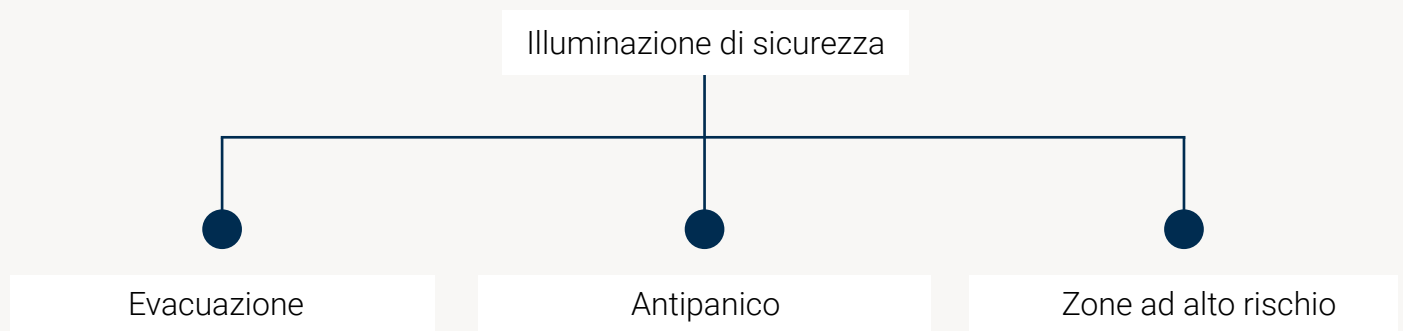 Illuminazione di sicurezza
Evacuazione
Antipanico
Zone ad alto rischio